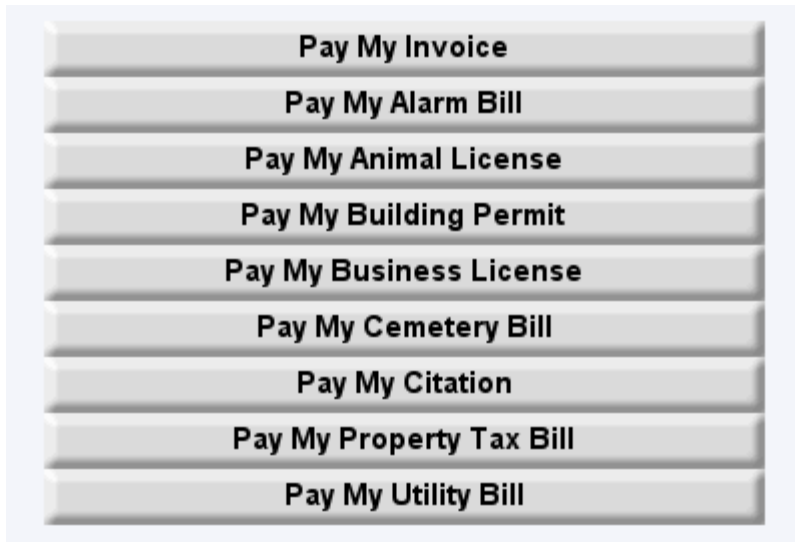 Pay My Invoice
Pay My Alarm Bill
Pay My Animal License
Pay My Building Permit
Pay My Business License
Pay My Cemetery Bill
Pay My Citation
Pay My Property Tax Bill
Pay My Utility Bill